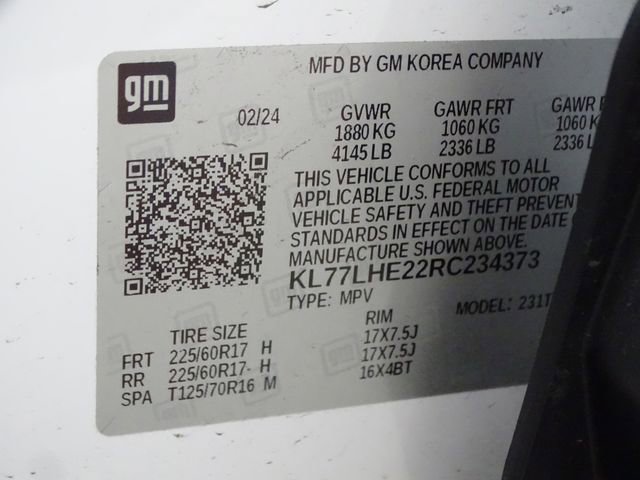 gm
MFD BY GM KOREA COMPANY
02/24 GVWR GAWR FRT GAWR
1880 KG 1060 KG 1060 KG
4145 LB 2336 LB 2336 LB
THIS VEHICLE CONFORMS TO ALL
APPLICABLE U.S. FEDERAL MOTOR
VEHICLE SAFETY AND THEFT PREVENT
STANDARDS IN EFFECT ON THE DATE
MANUFACTURE SHOWN ABOVE.
KL77LHE22RC234373
TYPE: MPV MODEL: 231T
TIRE SIZE RIM
FRT 225/60R17 H 17X7.5J
RR 225/60R17 H 17X7.5J
SPA T125/70R16 M 16X4BT